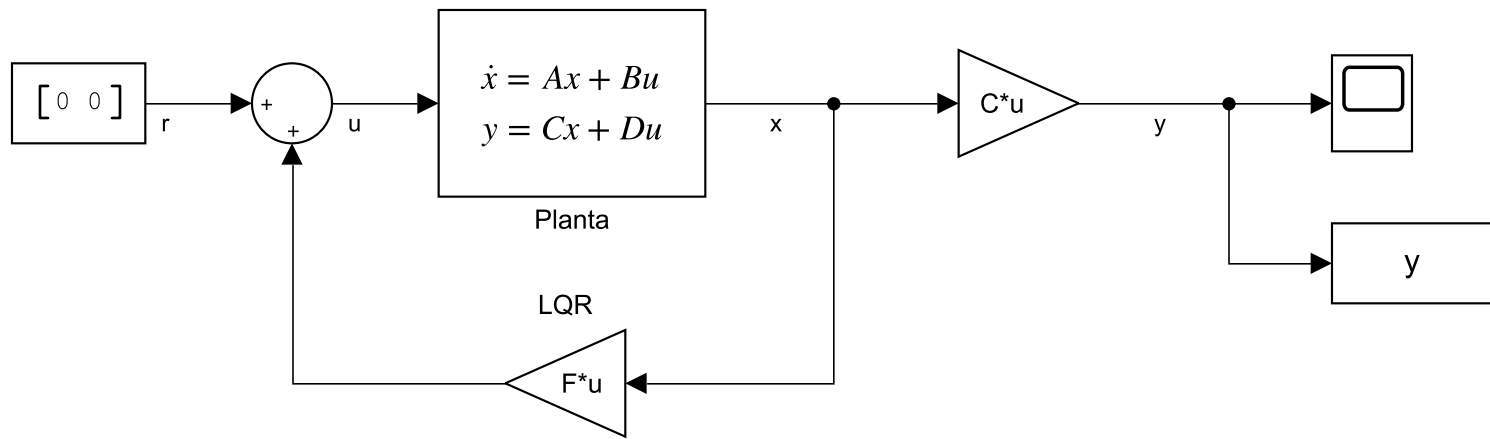 [0 0]
r
+
+
u
ẋ = Ax + Bu
y = Cx + Du
Planta
x
C*u
y
y
LQR
F*u